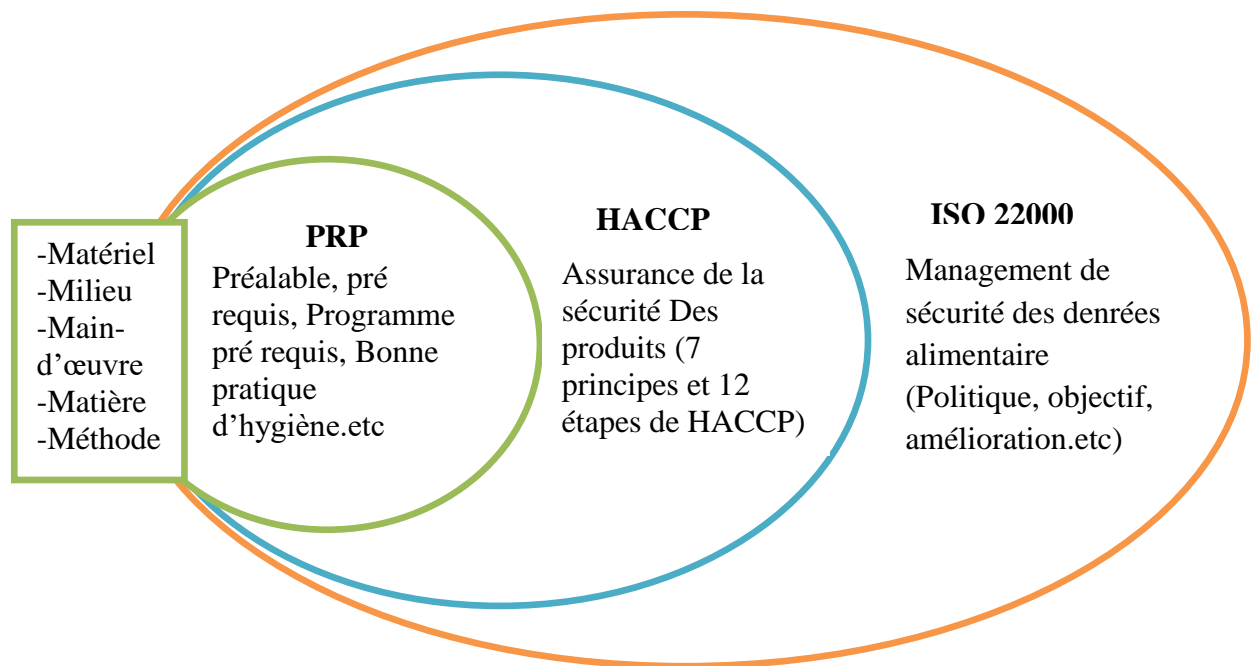 -Matériel
-Milieu
-Main-
d’œuvre
-Matière
-Méthode
PRP
Préalable, pré
requis, Programme
pré requis, Bonne
pratique
d’hygiène.etc
HACCP
Assurance de la
sécurité Des
produits (7
principes et 12
étapes de HACCP)
ISO 22000
Management de
sécurité des denrées
alimentaire
(Politique, objectif,
amélioration.etc)